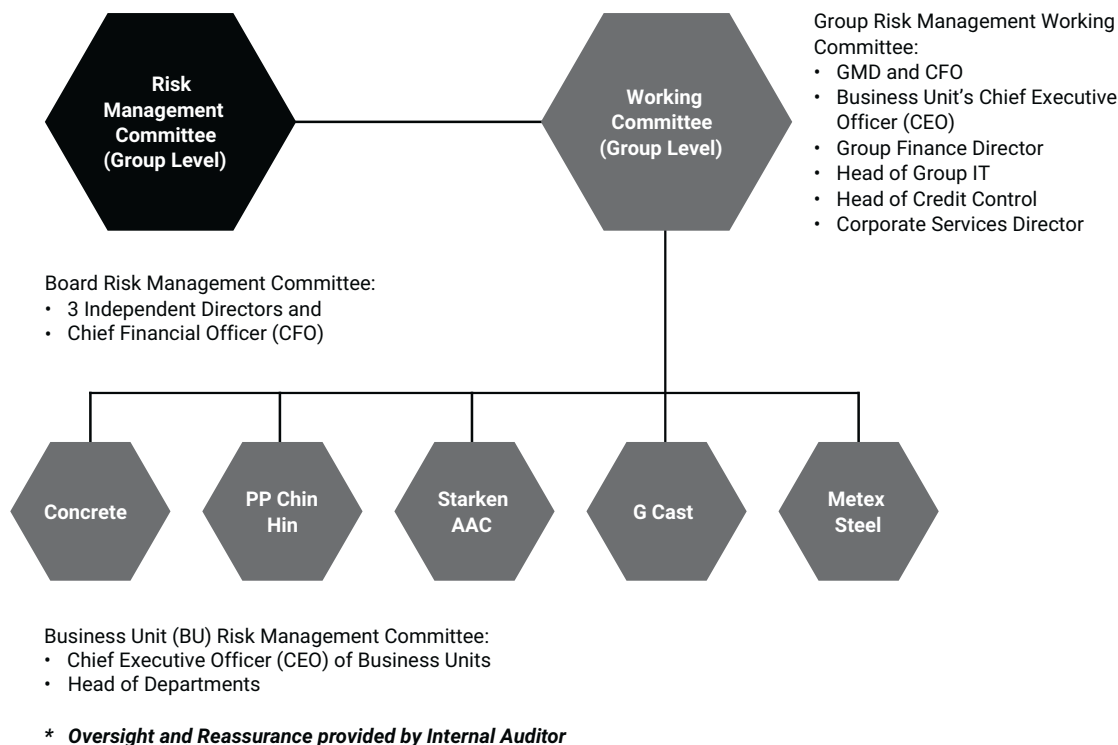 Risk
Management
Committee
(Group Level)
Working
Committee
(Group Level)
Group Risk Management Working
Committee:
• GMD and CFO
• Business Unit’s Chief Executive
Officer (CEO)
• Group Finance Director
• Head of Group IT
• Head of Credit Control
• Corporate Services Director
Board Risk Management Committee:
• 3 Independent Directors and
• Chief Financial Officer (CFO)
Concrete
PP Chin
Hin
Starken
AAC
G Cast
Metex
Steel
Business Unit (BU) Risk Management Committee:
• Chief Executive Officer (CEO) of Business Units
• Head of Departments
* Oversight and Reassurance provided by Internal Auditor